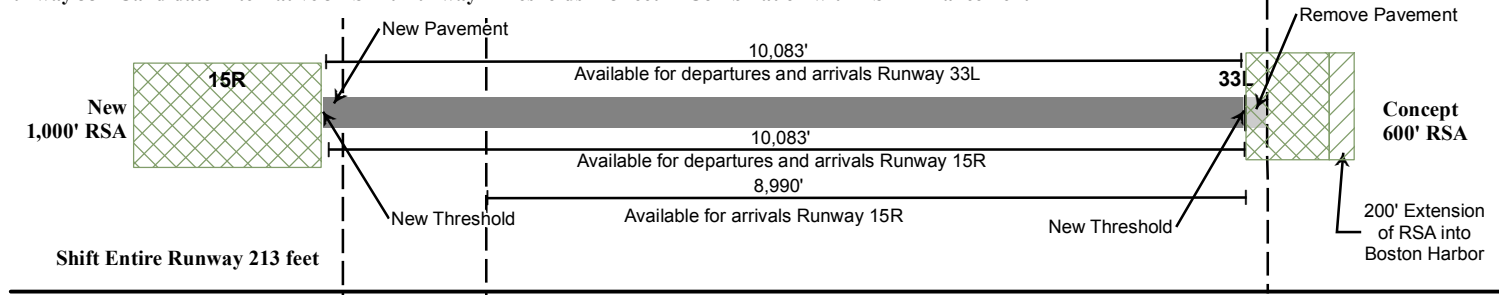 Remove Pavement
New Pavement
10,083'
Available for departures and arrivals Runway 33L
15R
33L
New
1,000' RSA
Concept
600' RSA
10,083'
Available for departures and arrivals Runway 15R
8,990'
Available for arrivals Runway 15R
New Threshold
New Threshold
200' Extension
of RSA into
Boston Harbor
Shift Entire Runway 213 feet